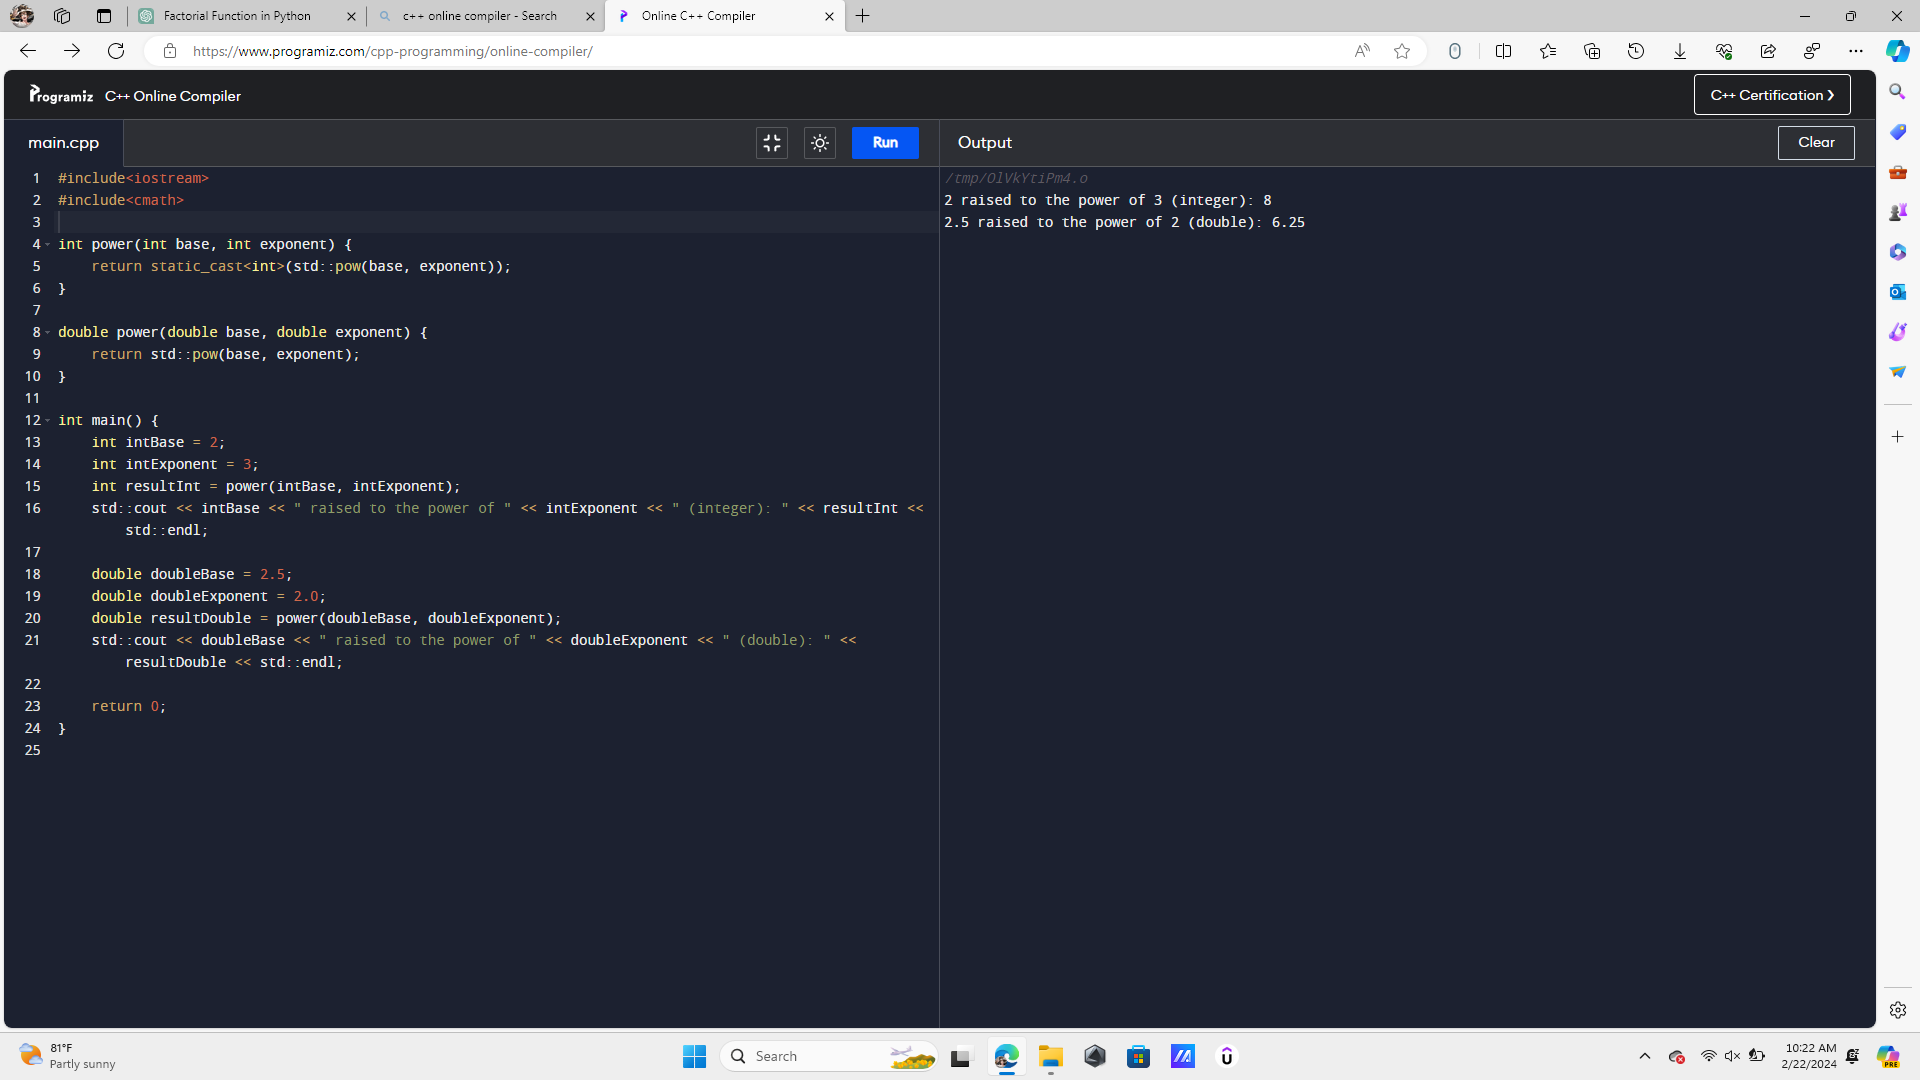 Factorial Function in Python
c++ online compiler - Search
Online C++ Compiler
https://www.programiz.com/cpp-programming/online-compiler/
Programiz C++ Online Compiler
C++ Certification ❯
main.cpp
Run
Output
Clear
1 #include<iostream>
2 #include<cmath>
3
4 int power(int base, int exponent) {
5     return static_cast<int>(std::pow(base, exponent));
6 }
7
8 double power(double base, double exponent) {
9     return std::pow(base, exponent);
10 }
11
12 int main() {
13     int intBase = 2;
14     int intExponent = 3;
15     int resultInt = power(intBase, intExponent);
16     std::cout << intBase << " raised to the power of " << intExponent << " (integer): " << resultInt <<
std::endl;
17
18     double doubleBase = 2.5;
19     double doubleExponent = 2.0;
20     double resultDouble = power(doubleBase, doubleExponent);
21     std::cout << doubleBase << " raised to the power of " << doubleExponent << " (double): " <<
resultDouble << std::endl;
22
23     return 0;
24 }
25
/tmp/OlVkYtiPm4.o
2 raised to the power of 3 (integer): 8
2.5 raised to the power of 2 (double): 6.25
81°F
Partly sunny
Search
10:22 AM
2/22/2024
PRE